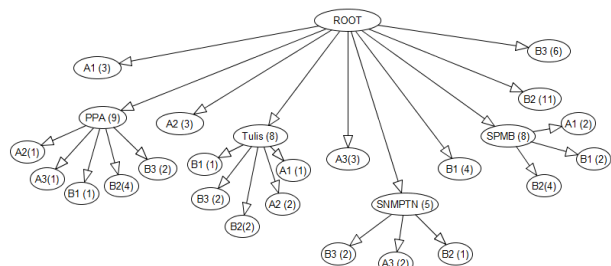 ROOT
B3 (6)
A1 (3)
B2 (11)
PPA (9)
A2 (3)
A1 (2)
Tulis (8)
SPMB (8)
A2(1)
B1 (1)
A3(3)
B1 (2)
B3 (2)
A1 (1)
B1 (4)
A3(1)
B2(4)
B2(4)
B1 (1)
B3 (2)
A2 (2)
SNMPTN (5)
B2(2)
B3 (2)
B2 (1)
A3 (2)